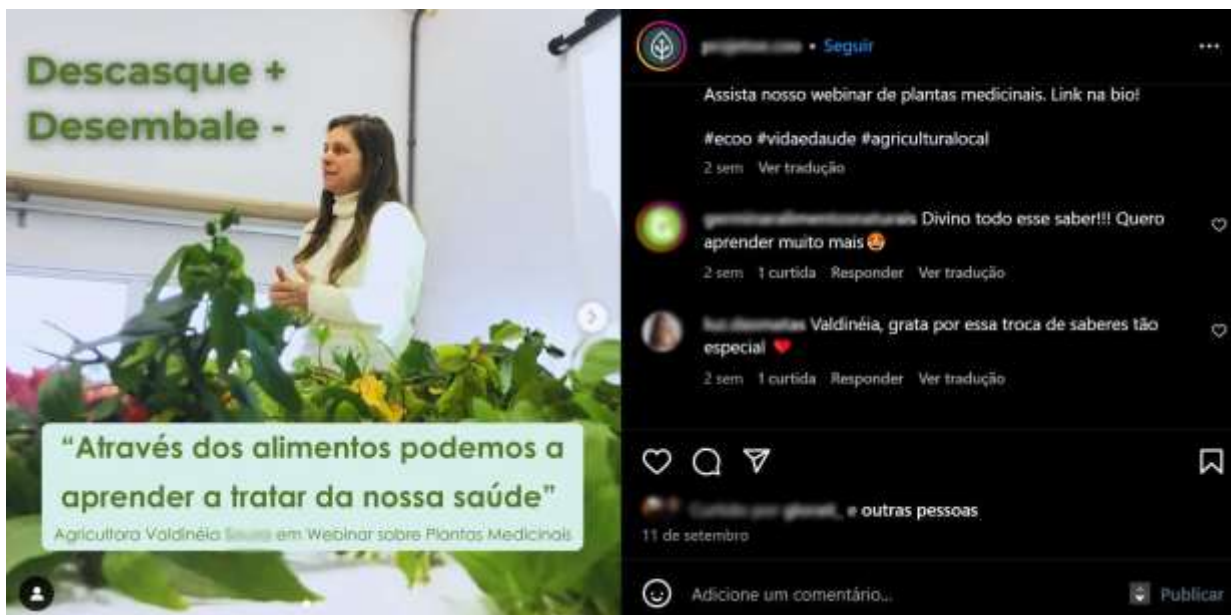 Descasque +
Desembale -
“Através dos alimentos podemos a
aprender a tratar da nossa saúde”
Agricultora Valdinéia em Webinar sobre Plantas Medicinais
• Seguir
Assista nosso webinar de plantas medicinais. Link na bio!
#ecoo #vidaedaude #agriculturalocal
2 sem Ver tradução
Divino todo esse saber!!! Quero
aprender muito mais🤩
2 sem 1 curtida Responder Ver tradução
Valdinéia, grata por essa troca de saberes tão
especial ❤️
2 sem 1 curtida Responder Ver tradução
Curtido por e outras pessoas
11 de setembro
Adicione um comentário...
Publicar